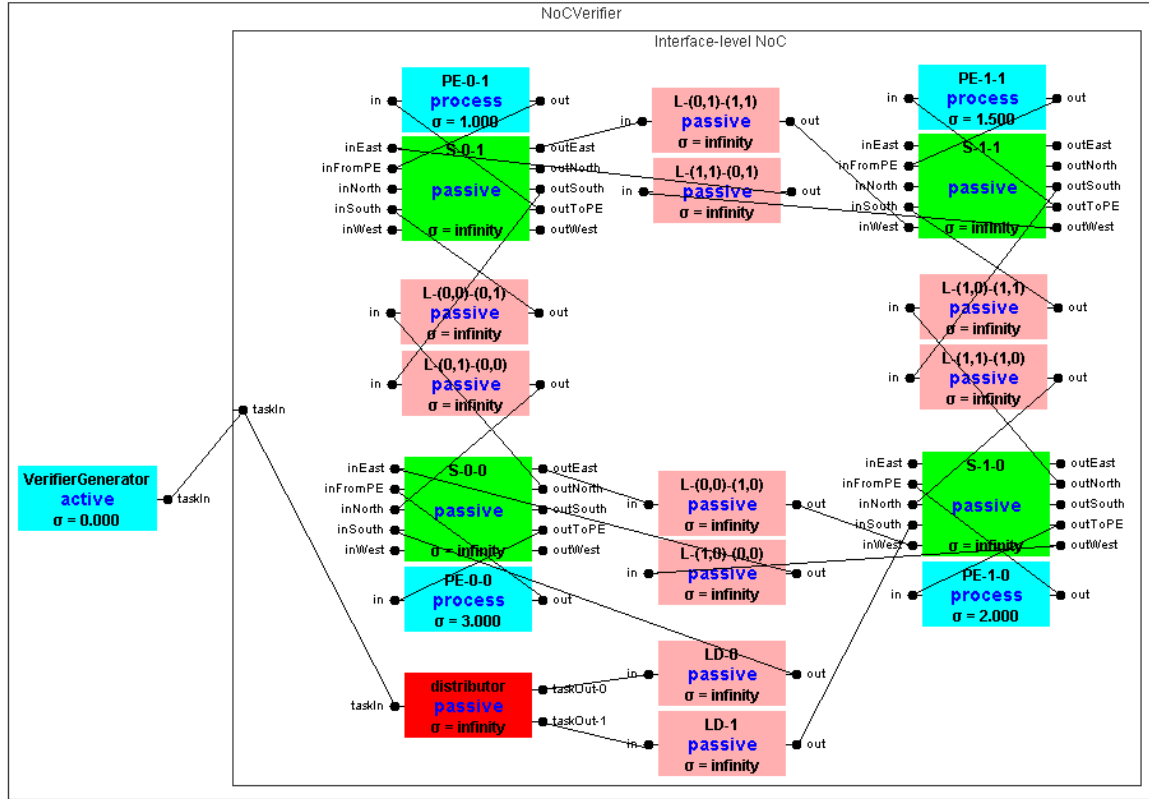 NoCVerifier
Interface-level NoC
PE-0-1
in process out
σ = 1.000
PE-1-1
in process out
σ = 1.500
L-(0,1)-(1,1)
in passive out
σ = infinity
L-(1,1)-(0,1)
in passive out
σ = infinity
S-0-1
passive
σ = infinity
inEast outEast
inFromPE outNorth
inNorth outSouth
inSouth outToPE
inWest outWest
S-1-1
passive
σ = infinity
inEast outEast
inFromPE outNorth
inNorth outSouth
inSouth outToPE
inWest outWest
L-(0,0)-(0,1)
in passive out
σ = infinity
L-(0,1)-(0,0)
in passive out
σ = infinity
L-(1,0)-(1,1)
in passive out
σ = infinity
L-(1,1)-(1,0)
in passive out
σ = infinity
taskIn
VerifierGenerator
active taskIn
σ = 0.000
S-0-0
passive
σ = infinity
inEast outEast
inFromPE outNorth
inNorth outSouth
inSouth outToPE
inWest outWest
L-(0,0)-(1,0)
in passive out
σ = infinity
L-(1,0)-(0,0)
in passive out
σ = infinity
S-1-0
passive
σ = infinity
inEast outEast
inFromPE outNorth
inNorth outSouth
inSouth outToPE
inWest outWest
PE-0-0
in process out
σ = 3.000
PE-1-0
in process out
σ = 2.000
distributor
taskIn passive
σ = infinity
taskOut-0
taskOut-1
LD-0
in passive out
σ = infinity
LD-1
in passive out
σ = infinity